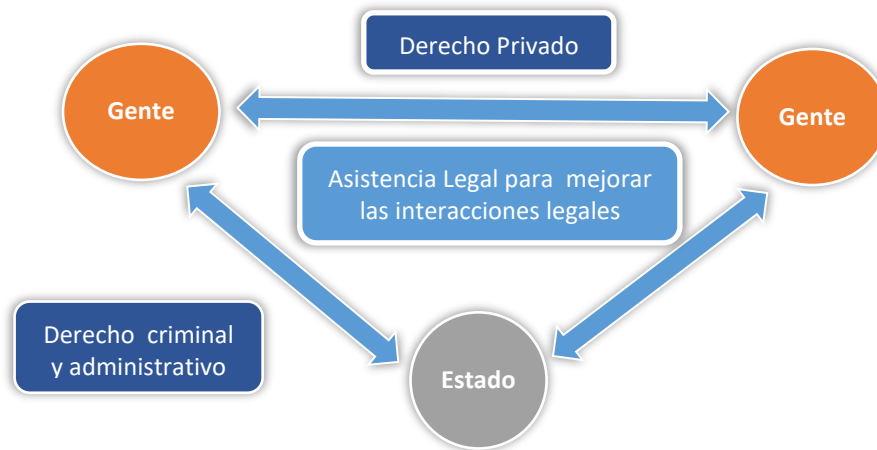 Derecho Privado
Gente
Gente
Asistencia Legal para mejorar
las interacciones legales
Derecho criminal
y administrativo
Estado